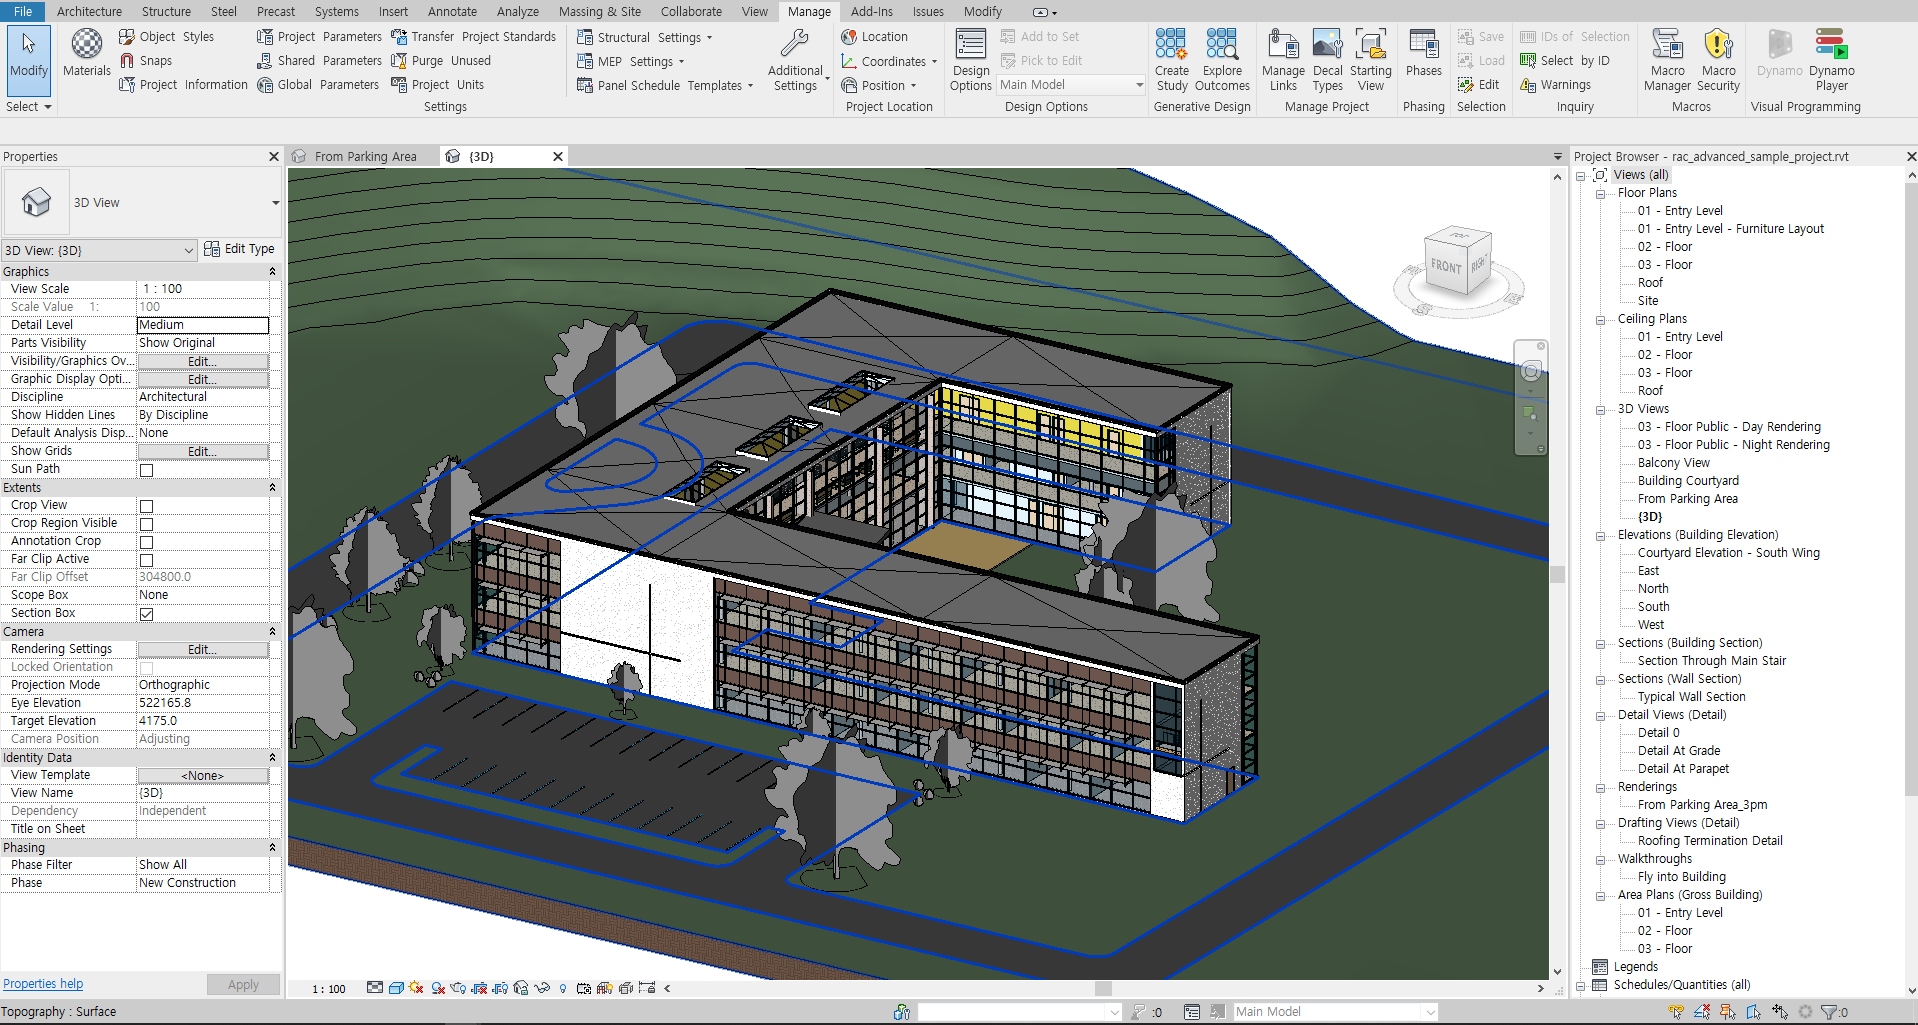 File Architecture Structure Steel Precast Systems Insert Annotate Analyze Massing & Site Collaborate View Manage Add-Ins Issues Modify
Modify
Select
Materials
Object Styles
Snaps
Project Information
Project Parameters
Shared Parameters
Global Parameters
Transfer Project Standards
Purge Unused
Project Units
Settings
Structural Settings
MEP Settings
Panel Schedule Templates
Additional Settings
Location
Coordinates
Position
Project Location
Design Options
Add to Set
Pick to Edit
Main Model
Design Options
Create Study
Explore Outcomes
Generative Design
Manage Links
Decal Types
Starting View
Manage Project
Phases
Phasing
Save
Load
Edit
Selection
IDs of Selection
Select by ID
Warnings
Inquiry
Macro Manager
Macro Security
Macros
Dynamo
Dynamo Player
Visual Programming
Properties
3D View
3D View: {3D}
Edit Type
Graphics
View Scale 1 : 100
Scale Value 1: 100
Detail Level Medium
Parts Visibility Show Original
Visibility/Graphics Ov... Edit...
Graphic Display Opti... Edit...
Discipline Architectural
Show Hidden Lines By Discipline
Default Analysis Disp... None
Show Grids Edit...
Sun Path
Extents
Crop View
Crop Region Visible
Annotation Crop
Far Clip Active
Far Clip Offset 304800.0
Scope Box None
Section Box
Camera
Rendering Settings Edit...
Locked Orientation
Projection Mode Orthographic
Eye Elevation 522165.8
Target Elevation 4175.0
Camera Position Adjusting
Identity Data
View Template <None>
View Name {3D}
Dependency Independent
Title on Sheet
Phasing
Phase Filter Show All
Phase New Construction
Properties help
Apply
From Parking Area
{3D}
TOP
FRONT
RIGHT
1 : 100
Project Browser - rac_advanced_sample_project.rvt
Views (all)
Floor Plans
01 - Entry Level
01 - Entry Level - Furniture Layout
02 - Floor
03 - Floor
Roof
Site
Ceiling Plans
01 - Entry Level
02 - Floor
03 - Floor
Roof
3D Views
03 - Floor Public - Day Rendering
03 - Floor Public - Night Rendering
Balcony View
Building Courtyard
From Parking Area
{3D}
Elevations (Building Elevation)
Courtyard Elevation - South Wing
East
North
South
West
Sections (Building Section)
Section Through Main Stair
Sections (Wall Section)
Typical Wall Section
Detail Views (Detail)
Detail 0
Detail At Grade
Detail At Parapet
Renderings
From Parking Area_3pm
Drafting Views (Detail)
Roofing Termination Detail
Walkthroughs
Fly into Building
Area Plans (Gross Building)
01 - Entry Level
02 - Floor
03 - Floor
Legends
Schedules/Quantities (all)
Topography : Surface
:0
Main Model
:0